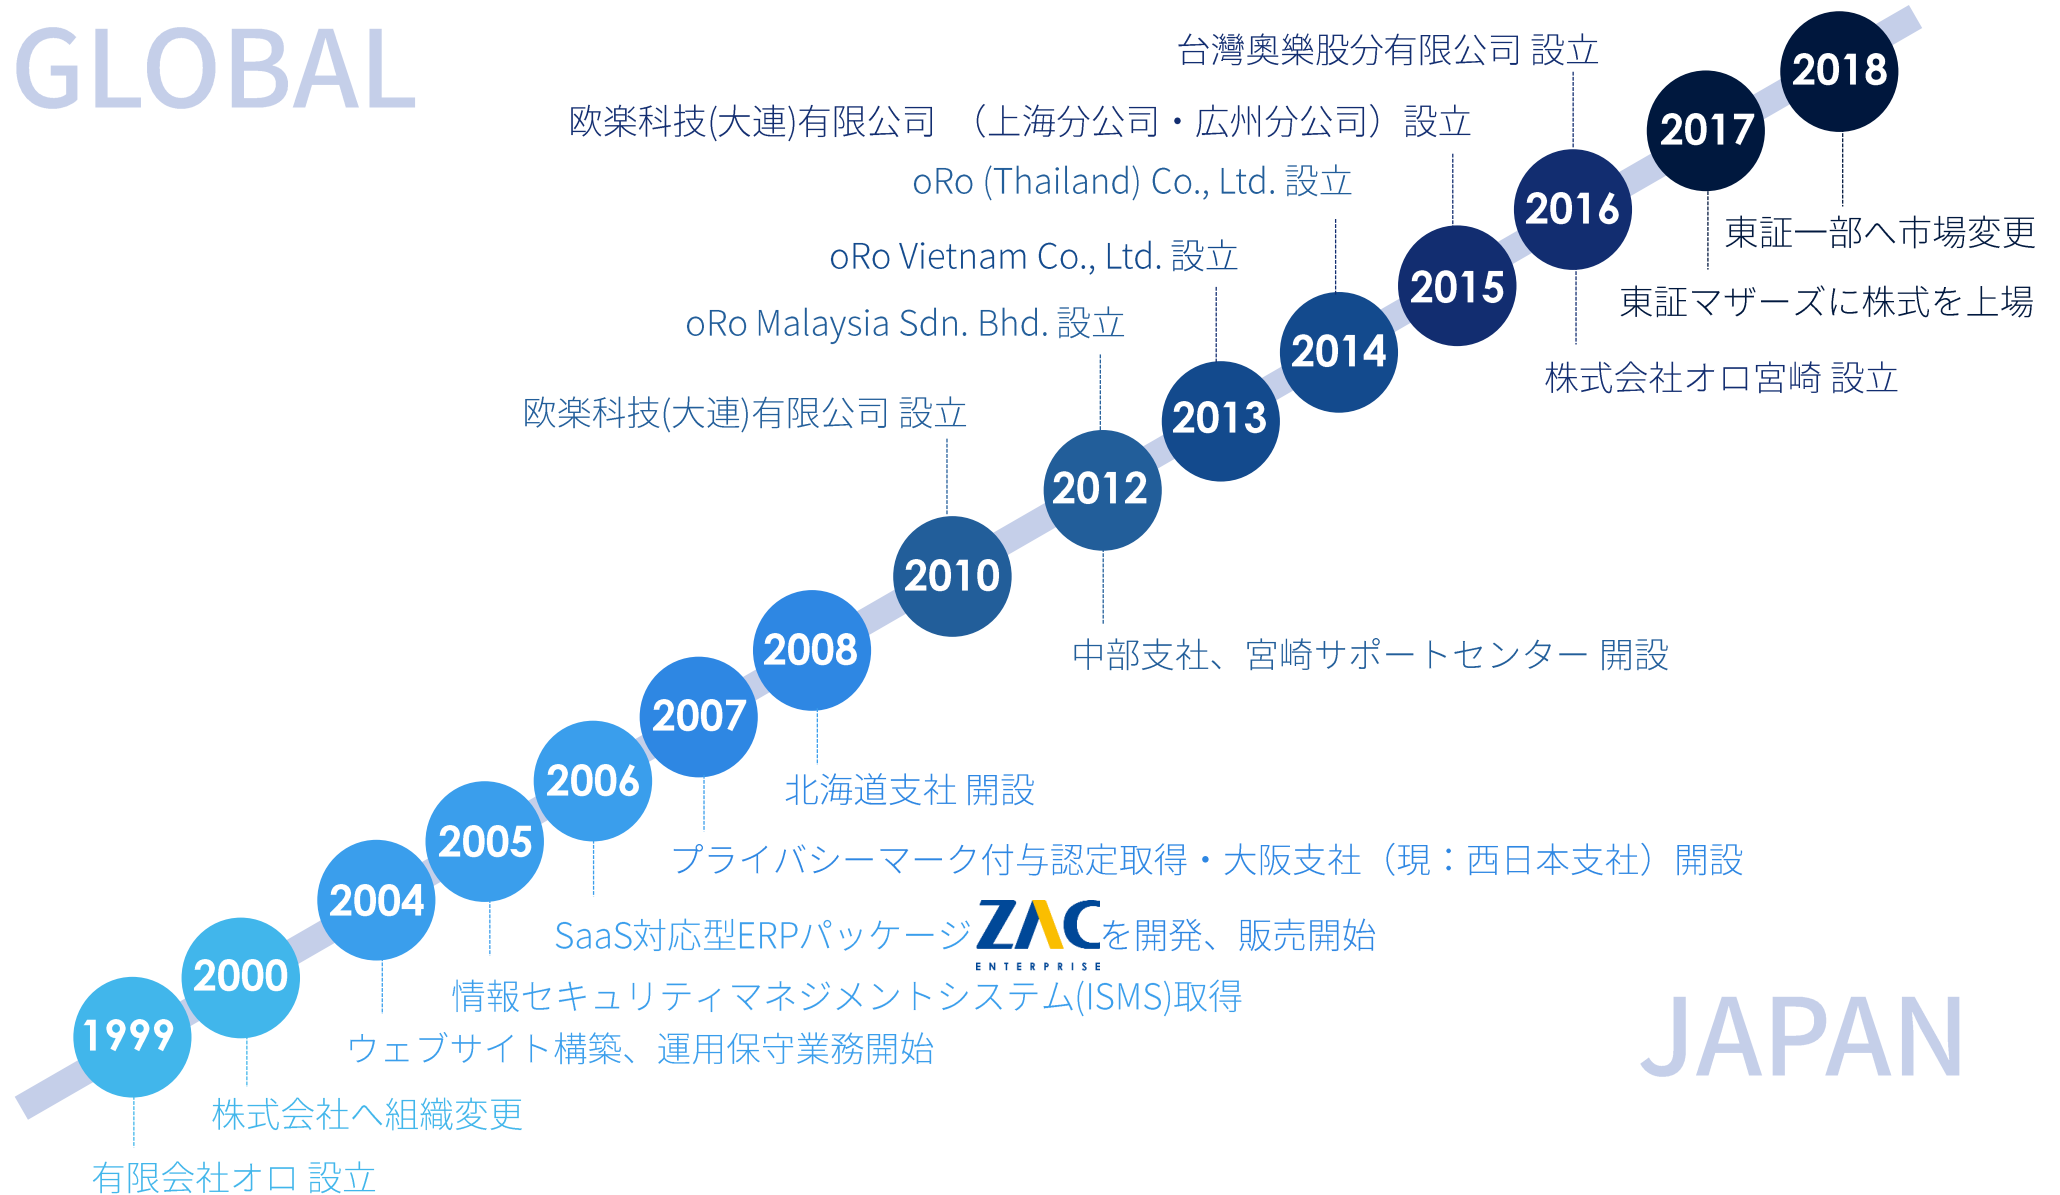 GLOBAL
台灣奧樂股分有限公司 設立
2018
欧楽科技(大連)有限公司 （上海分公司・広州分公司）設立
2017
oRo (Thailand) Co., Ltd. 設立
2016
東証一部へ市場変更
oRo Vietnam Co., Ltd. 設立
2015
東証マザーズに株式を上場
oRo Malaysia Sdn. Bhd. 設立
2014
株式会社オロ宮崎 設立
欧楽科技(大連)有限公司 設立
2013
2012
2010
中部支社、宮崎サポートセンター 開設
2008
2007
2006
北海道支社 開設
2005
プライバシーマーク付与認定取得・大阪支社（現：西日本支社）開設
2004
SaaS対応型ERPパッケージZACを開発、販売開始
ENTERPRISE
2000
情報セキュリティマネジメントシステム(ISMS)取得
1999
ウェブサイト構築、運用保守業務開始
JAPAN
株式会社へ組織変更
有限会社オロ 設立